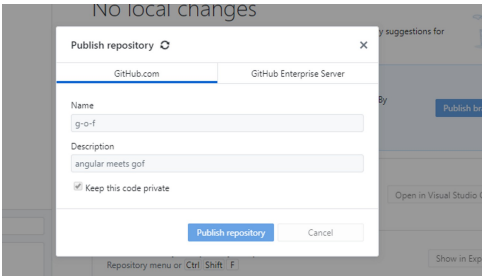 No local changes
y suggestions for
Publish repository
GitHub.com
GitHub Enterprise Server
Name
g-o-f
By
Publish br
Description
angular meets gof
Keep this code private
Open in Visual Studio
Publish repository
Cancel
Show in Exp
Repository menu or Ctrl Shift F